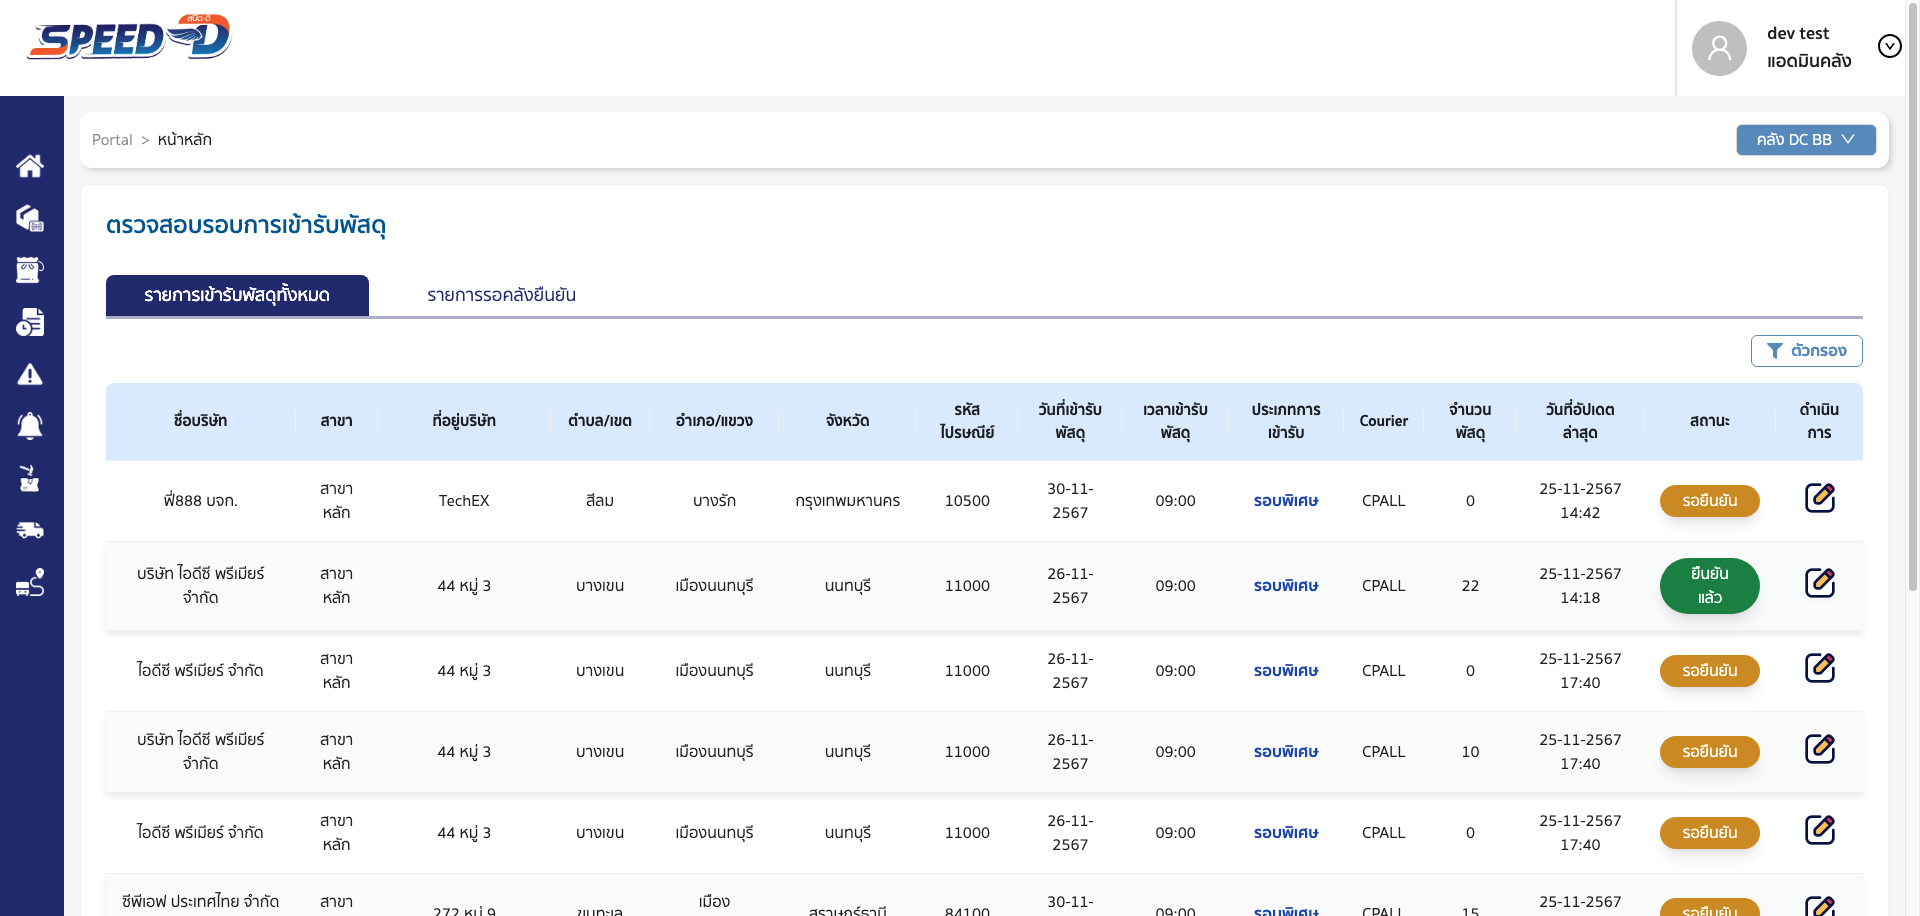 สปีด-ดี
SPEED-D
dev test
แอดมินคลัง
Portal > หน้าหลัก
คลัง DC BB
ตรวจสอบรอบการเข้ารับพัสดุ
รายการเข้ารับพัสดุทั้งหมด
รายการรอคลังยืนยัน
ตัวกรอง
ชื่อบริษัท สาขา ที่อยู่บริษัท ตำบล/เขต อำเภอ/แขวง จังหวัด รหัสไปรษณีย์ วันที่เข้ารับพัสดุ เวลาเข้ารับพัสดุ ประเภทการเข้ารับ Courier จำนวนพัสดุ วันที่อัปเดตล่าสุด สถานะ ดำเนินการ
ฟี่888 บจก. สาขาหลัก TechEX สีลม บางรัก กรุงเทพมหานคร 10500 30-11-2567 09:00 รอบพิเศษ CPALL 0 25-11-2567 14:42 รอยืนยัน
บริษัท ไอดีซี พรีเมียร์ จำกัด สาขาหลัก 44 หมู่ 3 บางเขน เมืองนนทบุรี นนทบุรี 11000 26-11-2567 09:00 รอบพิเศษ CPALL 22 25-11-2567 14:18 ยืนยันแล้ว
ไอดีซี พรีเมียร์ จำกัด สาขาหลัก 44 หมู่ 3 บางเขน เมืองนนทบุรี นนทบุรี 11000 26-11-2567 09:00 รอบพิเศษ CPALL 0 25-11-2567 17:40 รอยืนยัน
บริษัท ไอดีซี พรีเมียร์ จำกัด สาขาหลัก 44 หมู่ 3 บางเขน เมืองนนทบุรี นนทบุรี 11000 26-11-2567 09:00 รอบพิเศษ CPALL 10 25-11-2567 17:40 รอยืนยัน
ไอดีซี พรีเมียร์ จำกัด สาขาหลัก 44 หมู่ 3 บางเขน เมืองนนทบุรี นนทบุรี 11000 26-11-2567 09:00 รอบพิเศษ CPALL 0 25-11-2567 17:40 รอยืนยัน
ซีพีเอฟ ประเทศไทย จำกัด สาขา 272 หมู่ 9 ขุนทะเล เมือง สุราษฎร์ธานี 84100 30-11- 09:00 รอบพิเศษ CPALL 15 25-11-2567 รอยืนยัน